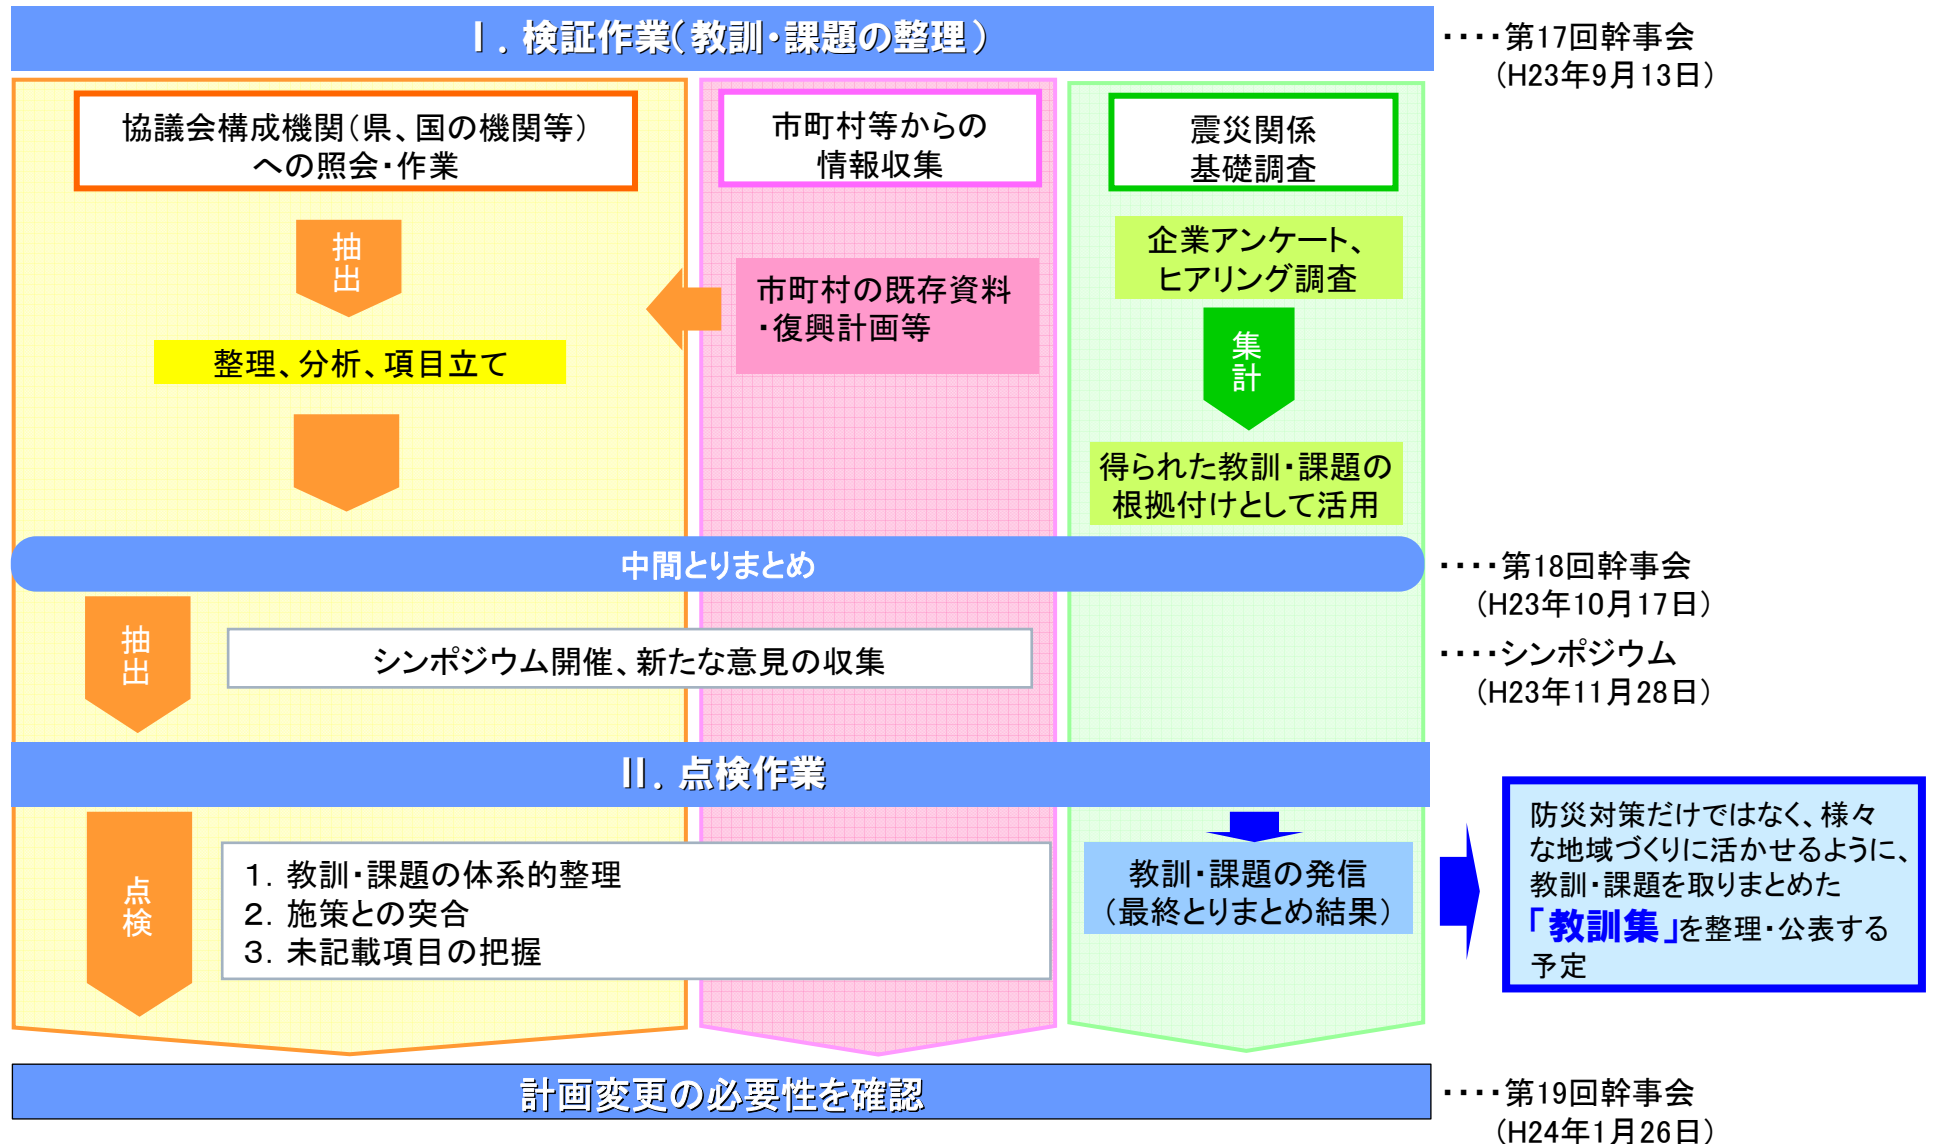 Ⅰ．検証作業（教訓・課題の整理）
････第17回幹事会
（H23年9月13日）
協議会構成機関（県、国の機関等）
への照会・作業
市町村等からの
情報収集
震災関係
基礎調査
抽出
企業アンケート、
ヒアリング調査
市町村の既存資料
・復興計画等
整理、分析、項目立て
集計
得られた教訓・課題の
根拠付けとして活用
中間とりまとめ
････第18回幹事会
（H23年10月17日）
抽出
シンポジウム開催、新たな意見の収集
････シンポジウム
（H23年11月28日）
Ⅱ．点検作業
点検
1．教訓・課題の体系的整理
2．施策との突合
3．未記載項目の把握
教訓・課題の発信
（最終とりまとめ結果）
防災対策だけではなく、様々
な地域づくりに活かせるように、
教訓・課題を取りまとめた
「教訓集」を整理・公表する
予定
計画変更の必要性を確認
････第19回幹事会
（H24年1月26日）